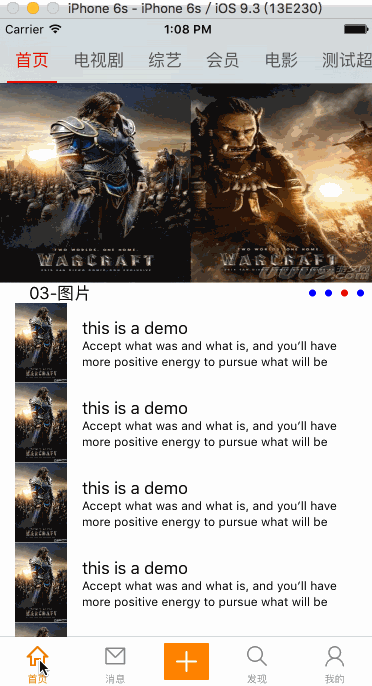 iPhone 6s - iPhone 6s / iOS 9.3 (13E230)
Carrier 1:08 PM
首页 电视剧 综艺 会员 电影 测试超
TWO WORLDS. ONE HOME. TWO WORLDS. ONE HOME.
WARCRAFT WARCRAFT
03-图片
this is a demo
Accept what was and what is, and you'll have
more positive energy to pursue what will be
this is a demo
Accept what was and what is, and you'll have
more positive energy to pursue what will be
this is a demo
Accept what was and what is, and you'll have
more positive energy to pursue what will be
this is a demo
Accept what was and what is, and you'll have
more positive energy to pursue what will be
首页 消息 发现 我的